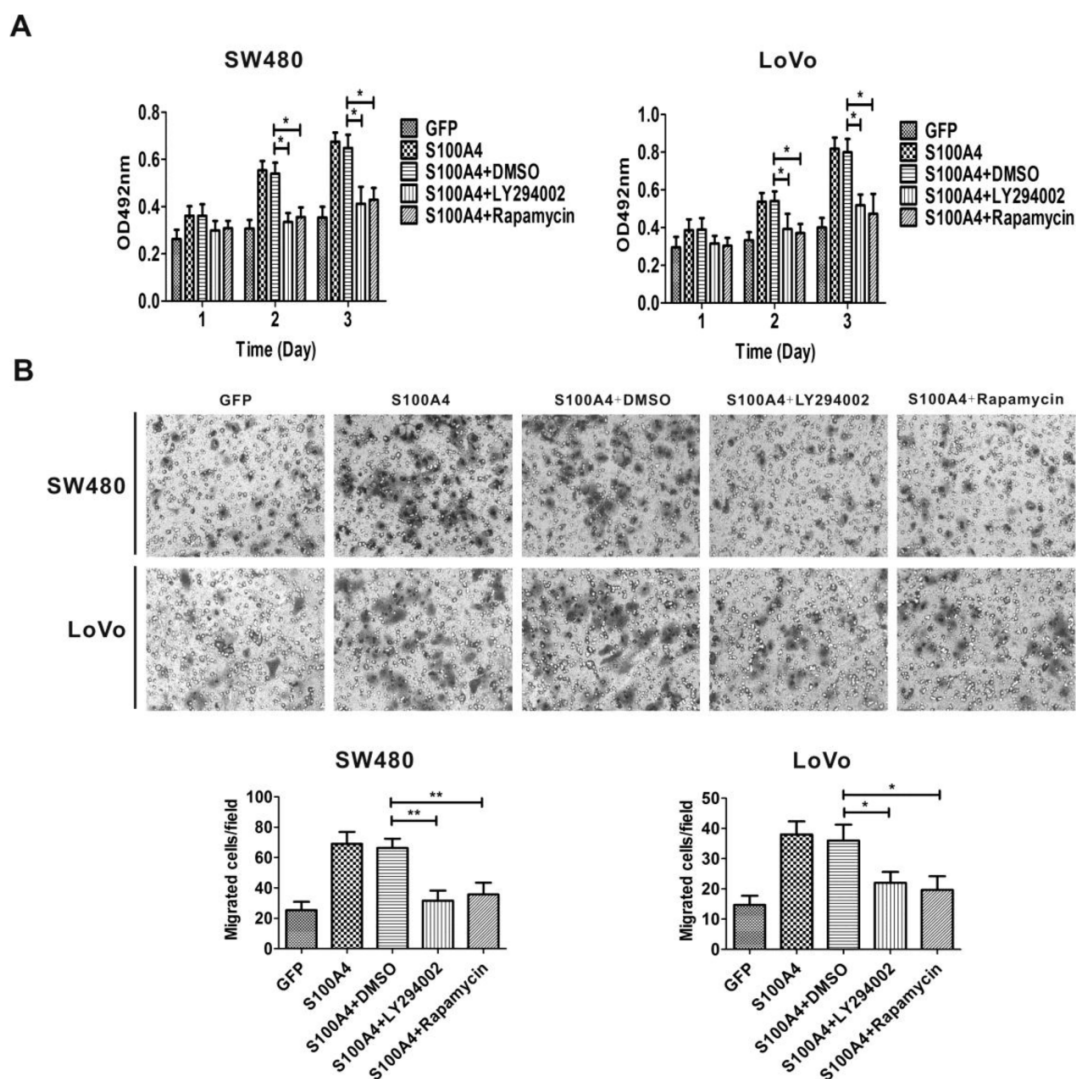 A
SW480
0.8
0.6
0.4
0.2
0.0
OD492nm
1
2
3
Time (Day)
*
*
*
*
GFP
S100A4
S100A4+DMSO
S100A4+LY294002
S100A4+Rapamycin
LoVo
1.0
0.8
0.6
0.4
0.2
0.0
OD492nm
1
2
3
Time (Day)
*
*
*
*
GFP
S100A4
S100A4+DMSO
S100A4+LY294002
S100A4+Rapamycin
B
GFP
S100A4
S100A4+DMSO
S100A4+LY294002
S100A4+Rapamycin
SW480
LoVo
SW480
100
80
60
40
20
0
Migrated cells/field
**
**
GFP
S100A4
S100A4+DMSO
S100A4+LY294002
S100A4+Rapamycin
LoVo
50
40
30
20
10
0
Migrated cells/field
*
*
GFP
S100A4
S100A4+DMSO
S100A4+LY294002
S100A4+Rapamycin